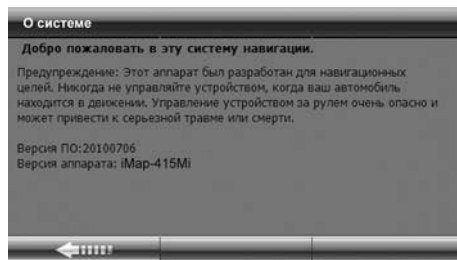 О системе
Добро пожаловать в эту систему навигации.
Предупреждение: Этот аппарат был разработан для навигационных
целей. Никогда не управляйте устройством, когда ваш автомобиль
находится в движении. Управление устройством за рулем очень опасно и
может привести к серьезной травме или смерти.
Версия ПО:20100706
Версия аппарата: iMap-415Mi